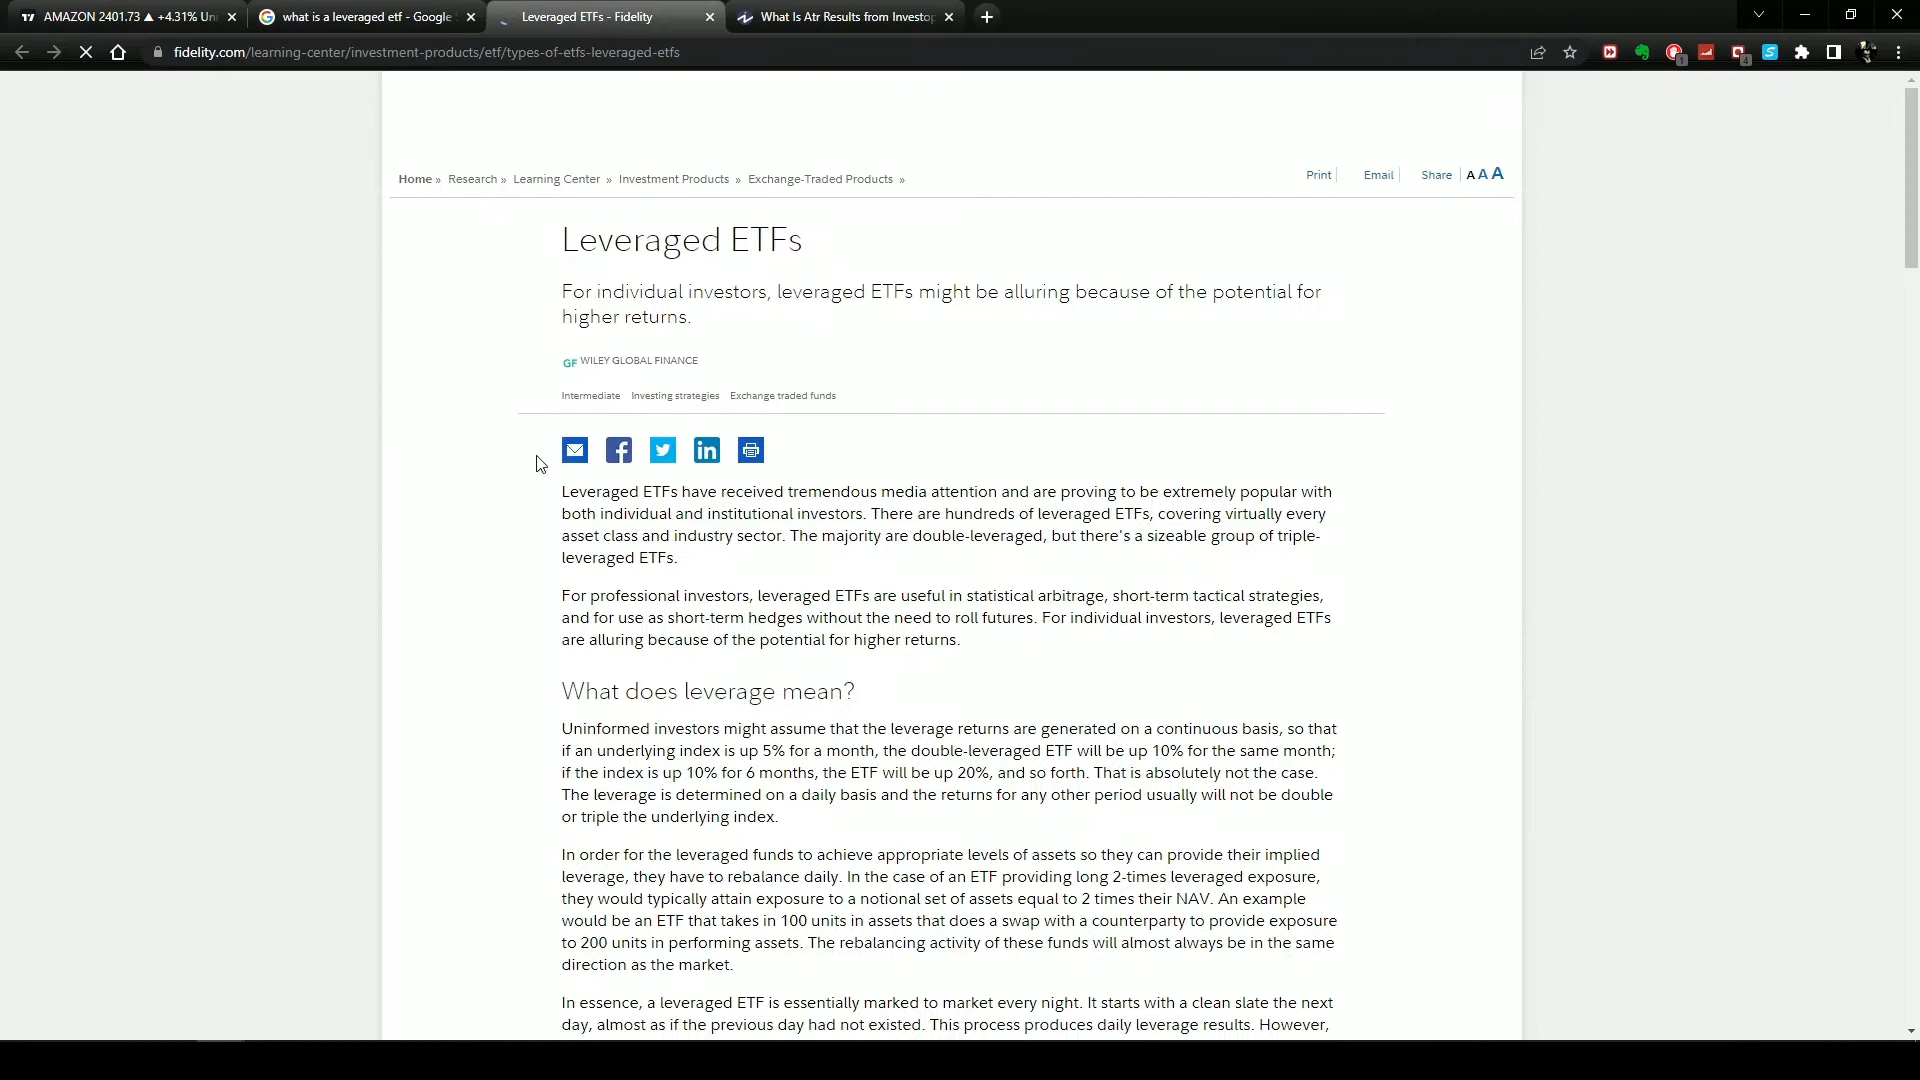 AMAZON 2401.73 ▲ +4.31% Un
what is a leveraged etf - Google
Leveraged ETFs - Fidelity
What Is Atr Results from Investop
fidelity.com/learning-center/investment-products/etf/types-of-etfs-leveraged-etfs
1
4
Home » Research » Learning Center » Investment Products » Exchange-Traded Products »
Print Email Share A A A
Leveraged ETFs
For individual investors, leveraged ETFs might be alluring because of the potential for
higher returns.
GF WILEY GLOBAL FINANCE
Intermediate Investing strategies Exchange traded funds
Leveraged ETFs have received tremendous media attention and are proving to be extremely popular with
both individual and institutional investors. There are hundreds of leveraged ETFs, covering virtually every
asset class and industry sector. The majority are double-leveraged, but there's a sizeable group of triple-
leveraged ETFs.
For professional investors, leveraged ETFs are useful in statistical arbitrage, short-term tactical strategies,
and for use as short-term hedges without the need to roll futures. For individual investors, leveraged ETFs
are alluring because of the potential for higher returns.
What does leverage mean?
Uninformed investors might assume that the leverage returns are generated on a continuous basis, so that
if an underlying index is up 5% for a month, the double-leveraged ETF will be up 10% for the same month;
if the index is up 10% for 6 months, the ETF will be up 20%, and so forth. That is absolutely not the case.
The leverage is determined on a daily basis and the returns for any other period usually will not be double
or triple the underlying index.
In order for the leveraged funds to achieve appropriate levels of assets so they can provide their implied
leverage, they have to rebalance daily. In the case of an ETF providing long 2-times leveraged exposure,
they would typically attain exposure to a notional set of assets equal to 2 times their NAV. An example
would be an ETF that takes in 100 units in assets that does a swap with a counterparty to provide exposure
to 200 units in performing assets. The rebalancing activity of these funds will almost always be in the same
direction as the market.
In essence, a leveraged ETF is essentially marked to market every night. It starts with a clean slate the next
day, almost as if the previous day had not existed. This process produces daily leverage results. However,